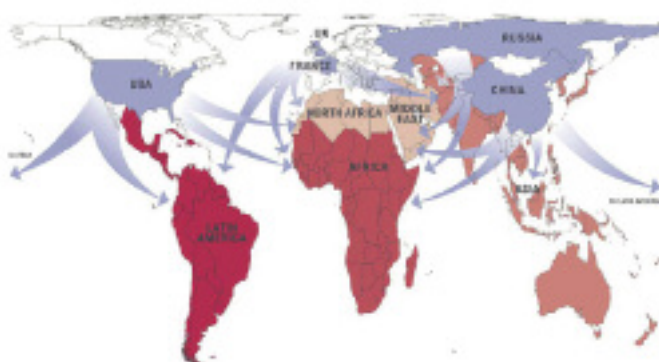 UK
RUSSIA
FRANCE
USA
CHINA
NORTH AFRICA
MIDDLE
EAST
AFRICA
ASIA
LATIN
AMERICA